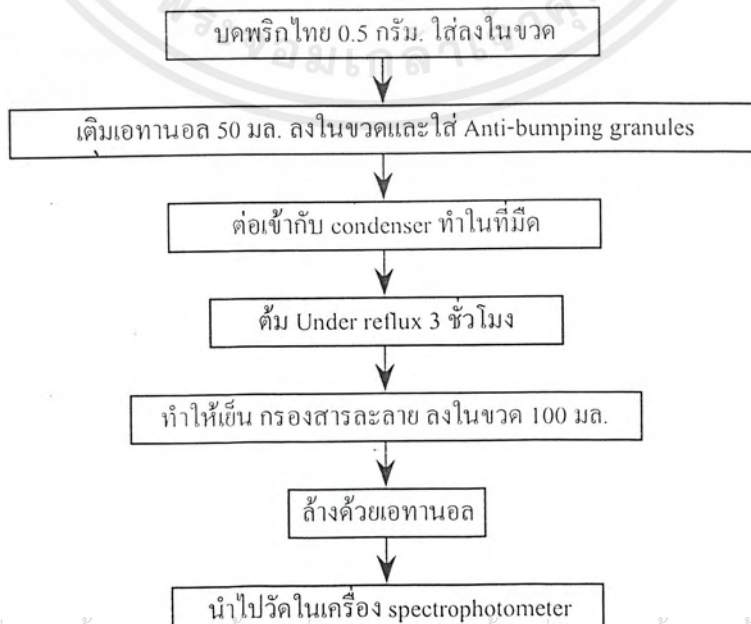 บดพริกไทย 0.5 กรัม. ใส่ลงในขวด
เติมเอทานอล 50 มล. ลงในขวดและใส่ Anti-bumping granules
ต่อเข้ากับ condenser ทำในที่มืด
ต้ม Under reflux 3 ชั่วโมง
ทำให้เย็น กรองสารละลาย ลงในขวด 100 มล.
ล้างด้วยเอทานอล
นำไปวัดในเครื่อง spectrophotometer